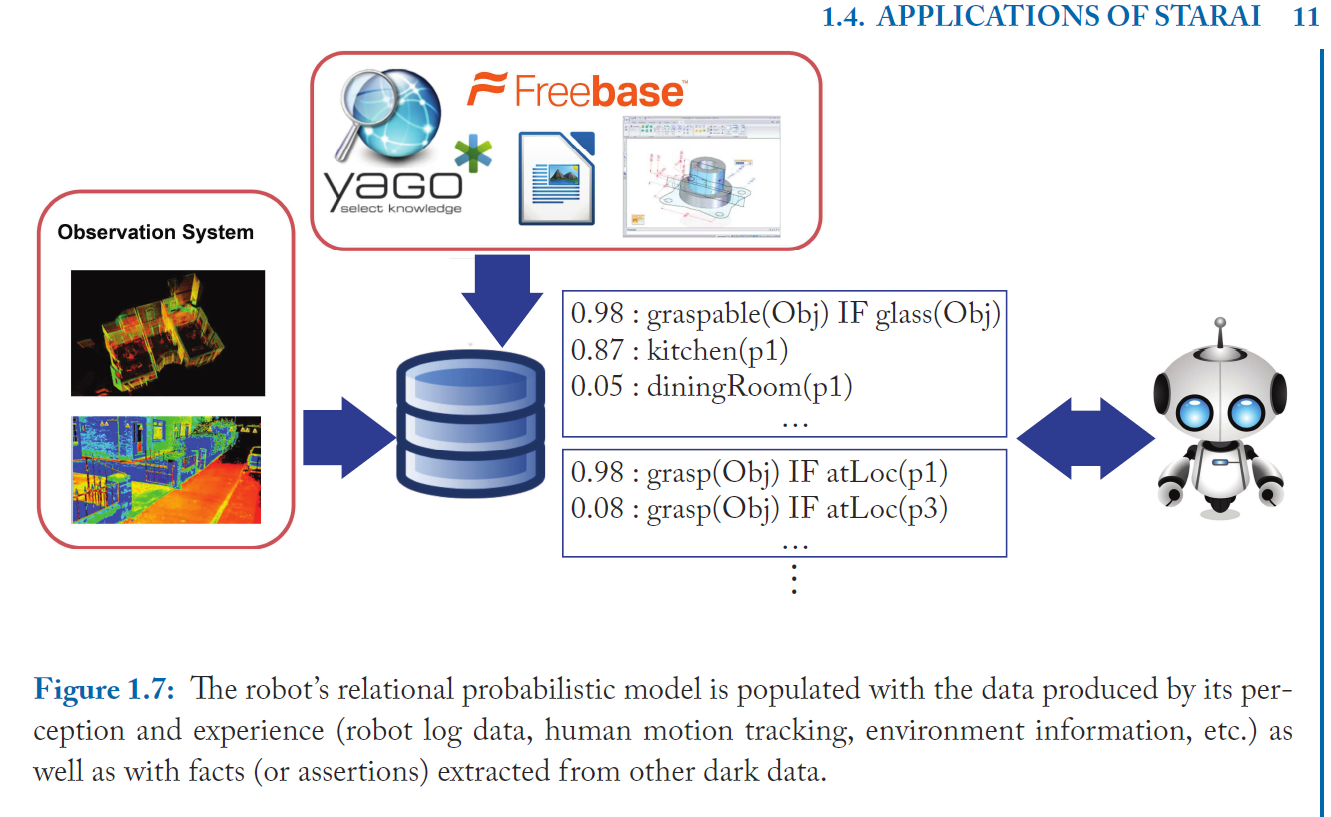 1.4. APPLICATIONS OF STARAI 11
Freebase™
yago
select knowledge
Observation System
0.98 : graspable(Obj) IF glass(Obj)
0.87 : kitchen(p1)
0.05 : diningRoom(p1)
...
0.98 : grasp(Obj) IF atLoc(p1)
0.08 : grasp(Obj) IF atLoc(p3)
...
Figure 1.7: The robot’s relational probabilistic model is populated with the data produced by its per-
ception and experience (robot log data, human motion tracking, environment information, etc.) as
well as with facts (or assertions) extracted from other dark data.